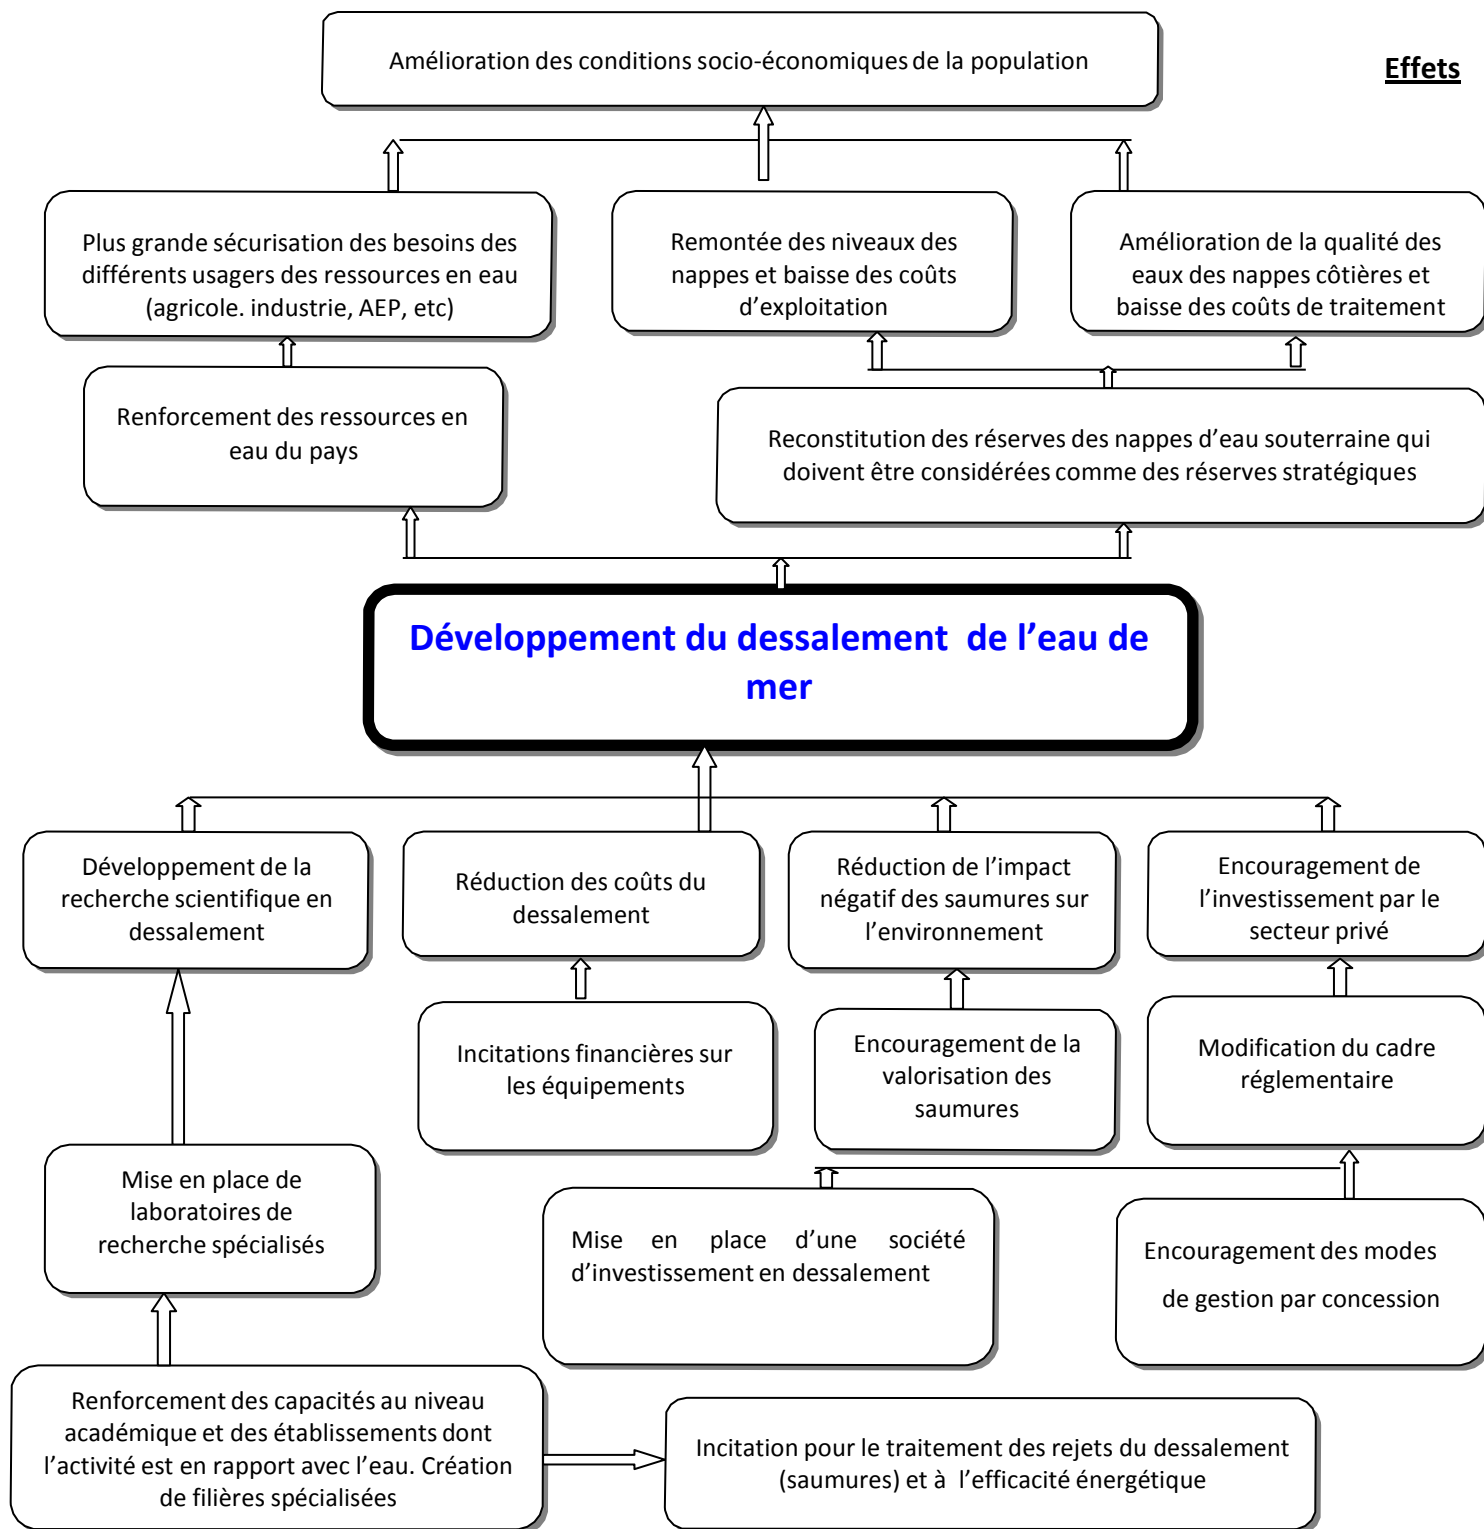 Amélioration des conditions socio-économiques de la population
Effets
Plus grande sécurisation des besoins des
différents usagers des ressources en eau
(agricole. industrie, AEP, etc)
Remontée des niveaux des
nappes et baisse des coûts
d’exploitation
Amélioration de la qualité des
eaux des nappes côtières et
baisse des coûts de traitement
Renforcement des ressources en
eau du pays
Reconstitution des réserves des nappes d’eau souterraine qui
doivent être considérées comme des réserves stratégiques
Développement du dessalement de l’eau de
mer
Développement de la
recherche scientifique en
dessalement
Réduction des coûts du
dessalement
Réduction de l’impact
négatif des saumures sur
l’environnement
Encouragement de
l’investissement par le
secteur privé
Incitations financières sur
les équipements
Encouragement de la
valorisation des
saumures
Modification du cadre
réglementaire
Mise en place de
laboratoires de
recherche spécialisés
Mise en place d’une société
d’investissement en dessalement
Encouragement des modes
de gestion par concession
Renforcement des capacités au niveau
académique et des établissements dont
l’activité est en rapport avec l’eau. Création
de filières spécialisées
Incitation pour le traitement des rejets du dessalement
(saumures) et à l’efficacité énergétique